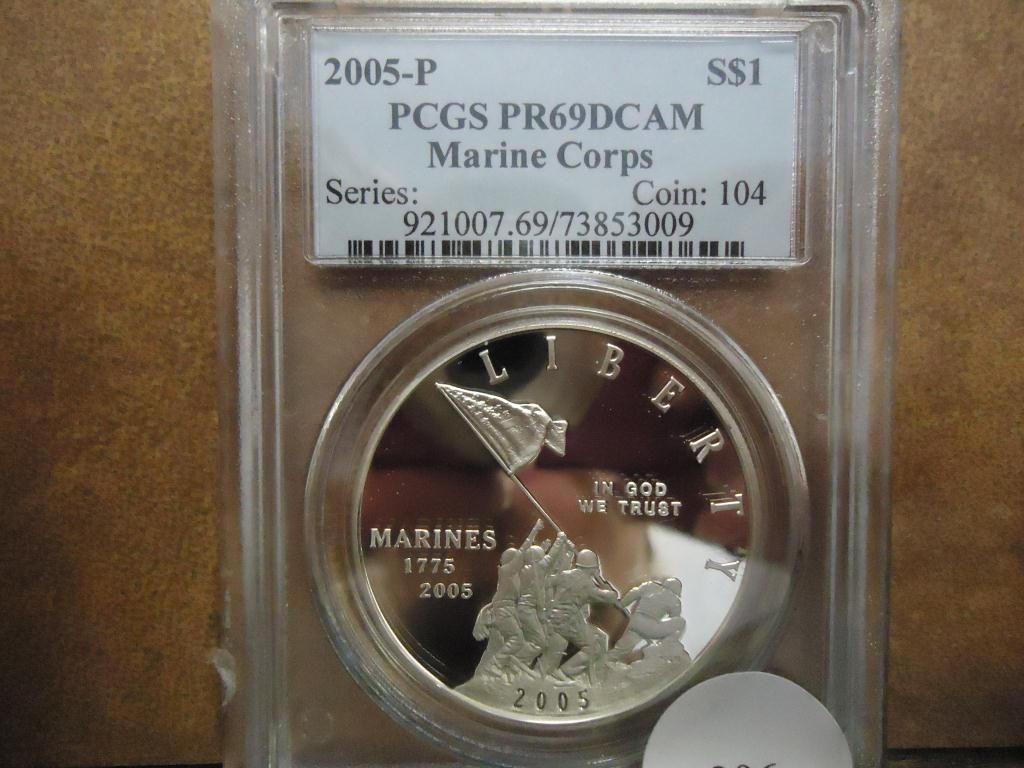 2005-P S$1
PCGS PR69DCAM
Marine Corps
Series: Coin: 104
921007.69/73853009
LIBERTY
IN GOD
WE TRUST
MARINES
1775
2005
2005